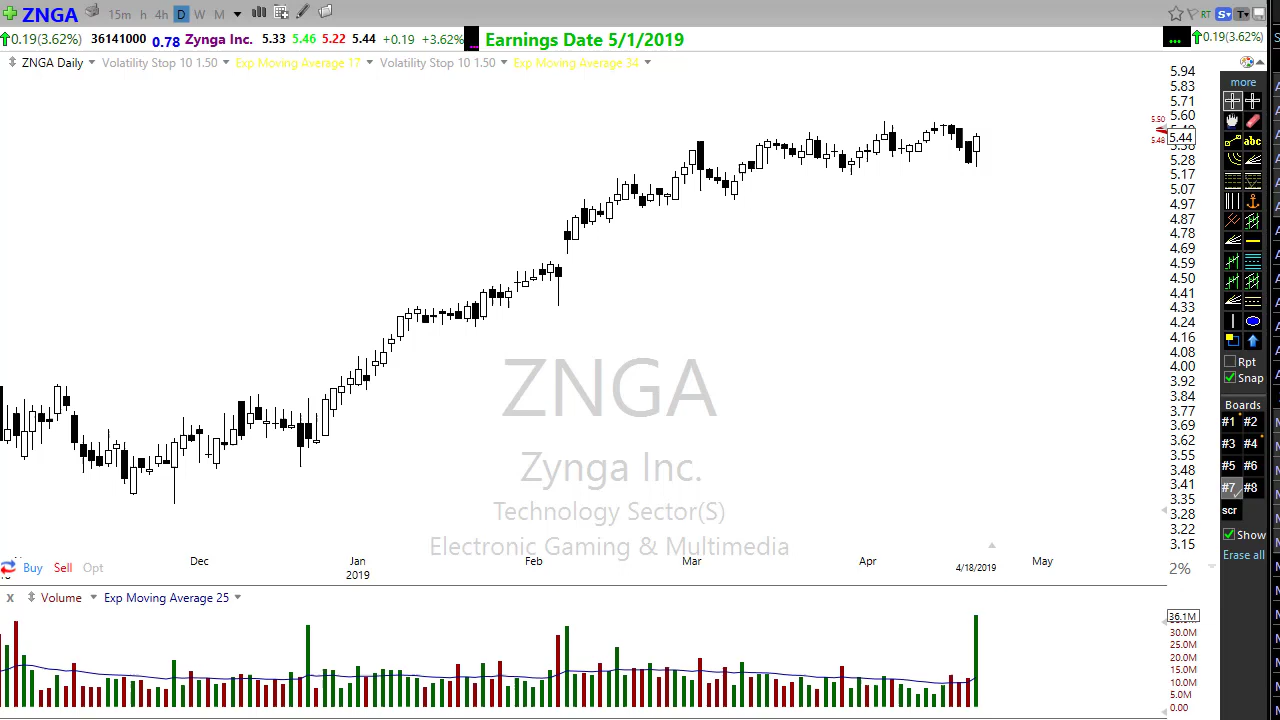 ZNGA 15m h 4h D W M RT S T
0.19(3.62%) 36141000 0.78 Zynga Inc. 5.33 5.46 5.22 5.44 +0.19 +3.62% ... Earnings Date 5/1/2019 ... 0.19(3.62%)
ZNGA Daily Volatility Stop 10 1.50 Exp Moving Average 17 Volatility Stop 10 1.50 Exp Moving Average 34
5.94
more
5.83
5.71
5.60
5.50
5.44
5.48
abc
5.28
5.17
5.07
4.97
4.87
4.78
4.69
4.59
4.50
4.41
4.33
4.24
4.16
4.08
4.00
Rpt
3.92
Snap
3.84
3.77
3.69
3.62
3.55
3.48
3.41
3.35
3.28
3.22
3.15
ZNGA
Zynga Inc.
Technology Sector(S)
Electronic Gaming & Multimedia
Boards
#1 #2
#3 #4
#5 #6
#7 #8
scr
Show
Erase all
Dec Jan Feb Mar Apr May
Buy Sell Opt 2019 4/18/2019 2%
x Volume Exp Moving Average 25
36.1M
30.0M
25.0M
20.0M
15.0M
10.0M
5.0M
0.00